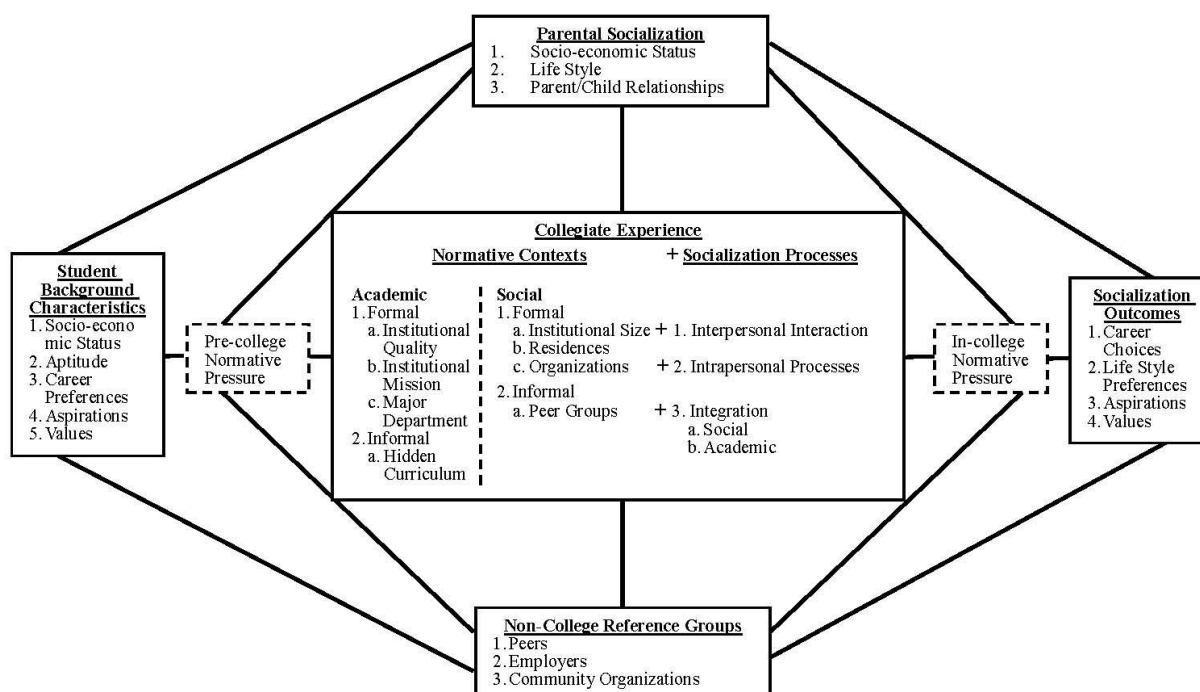 Parental Socialization
1. Socio-economic Status
2. Life Style
3. Parent/Child Relationships
Student
Background
Characteristics
1. Socio-econo
mic Status
2. Aptitude
3. Career
Preferences
4. Aspirations
5. Values
Pre-college
Normative
Pressure
Collegiate Experience
Normative Contexts + Socialization Processes
Academic
1. Formal
a. Institutional
Quality
b. Institutional
Mission
c. Major
Department
2. Informal
a. Hidden
Curriculum
Social
1. Formal
a. Institutional Size
b. Residences
c. Organizations
2. Informal
a. Peer Groups
+ 1. Interpersonal Interaction
+ 2. Intrapersonal Processes
+ 3. Integration
a. Social
b. Academic
In-college
Normative
Pressure
Socialization
Outcomes
1. Career
Choices
2. Life Style
Preferences
3. Aspirations
4. Values
Non-College Reference Groups
1. Peers
2. Employers
3. Community Organizations